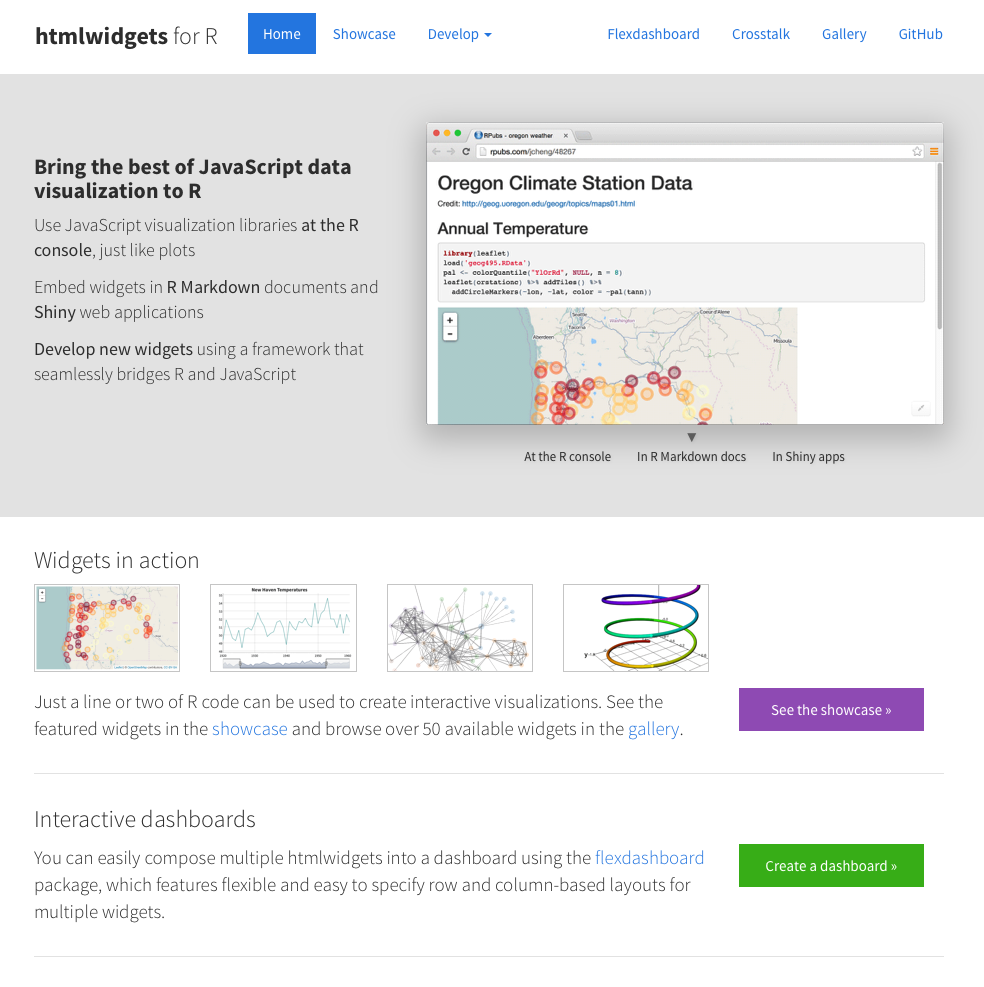 htmlwidgets for R
Home
Showcase
Develop
Flexdashboard
Crosstalk
Gallery
GitHub
Bring the best of JavaScript data
visualization to R
Use JavaScript visualization libraries at the R
console, just like plots
Embed widgets in R Markdown documents and
Shiny web applications
Develop new widgets using a framework that
seamlessly bridges R and JavaScript
RPubs - oregon weather
rpubs.com/jcheng/48267
Oregon Climate Station Data
Credit: http://geog.uoregon.edu/geogr/topics/maps01.html
Annual Temperature
library(leaflet)
load('geog495.RData')
pal <- colorQuantile("YlOrRd", NULL, n = 8)
leaflet(orstationc) %>% addTiles() %>%
addCircleMarkers(~lon, ~lat, color = ~pal(tann))
+
-
Seattle
Tacoma
Washington
Coeur d'Alene
Aberdeen
Missoula
At the R console
In R Markdown docs
In Shiny apps
Widgets in action
New Haven Temperatures
Just a line or two of R code can be used to create interactive visualizations. See the
featured widgets in the showcase and browse over 50 available widgets in the gallery.
See the showcase »
Interactive dashboards
You can easily compose multiple htmlwidgets into a dashboard using the flexdashboard
package, which features flexible and easy to specify row and column-based layouts for
multiple widgets.
Create a dashboard »